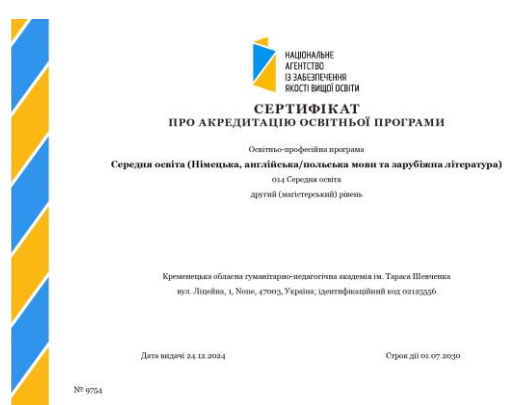 НАЦІОНАЛЬНЕ
АГЕНТСТВО
ІЗ ЗАБЕЗПЕЧЕННЯ
ЯКОСТІ ВИЩОЇ ОСВІТИ
СЕРТИФІКАТ
ПРО АКРЕДИТАЦІЮ ОСВІТНЬОЇ ПРОГРАМИ
Освітньо-професійна програма
Середня освіта (Німецька, англійська/польська мови та зарубіжна література)
014 Середня освіта
другий (магістерський) рівень
Кременецька обласна гуманітарно-педагогічна академія ім. Тараса Шевченка
вул. Ліцейна, 1, None, 47003, Україна; ідентифікаційний код 02125556
Дата видачі 24.12.2024 Строк дії 01.07.2030
№ 9754